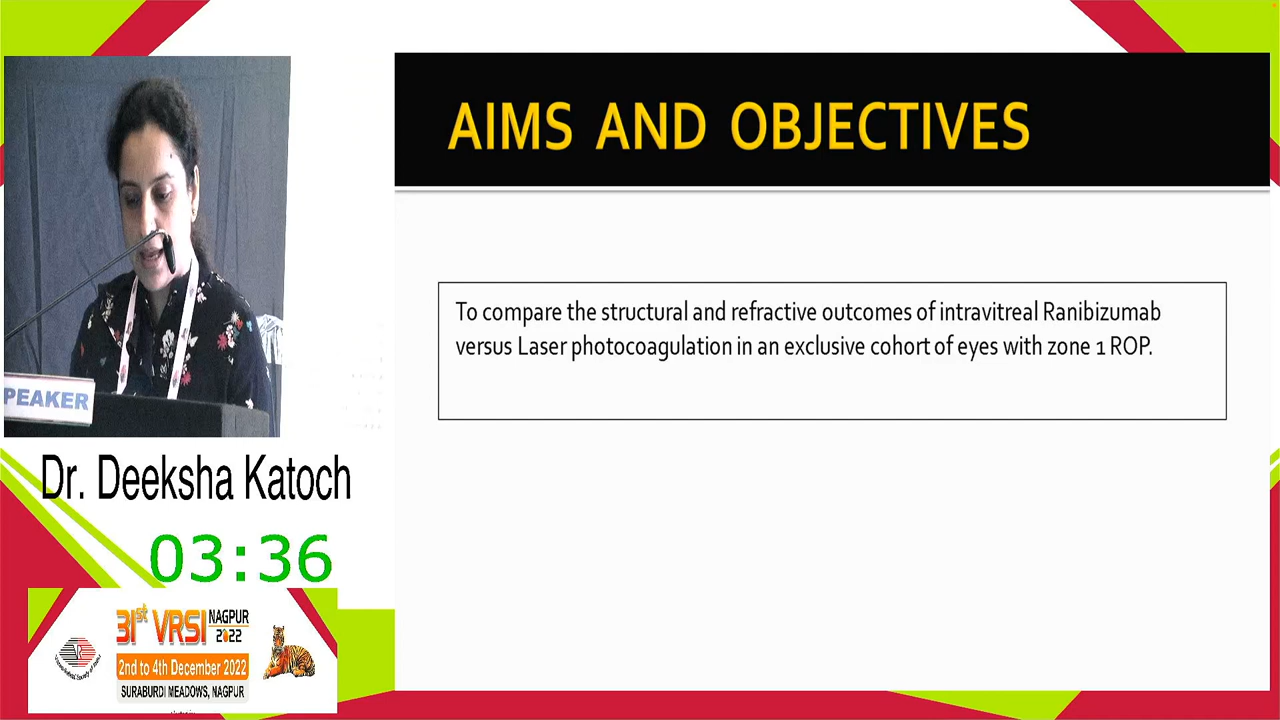 AIMS AND OBJECTIVES
To compare the structural and refractive outcomes of intravitreal Ranibizumab
versus Laser photocoagulation in an exclusive cohort of eyes with zone 1 ROP.
PEAKER
Dr. Deeksha Katoch
03:36
31st VRSI NAGPUR
2022
2nd to 4th December 2022
SURABURDI MEADOWS, NAGPUR